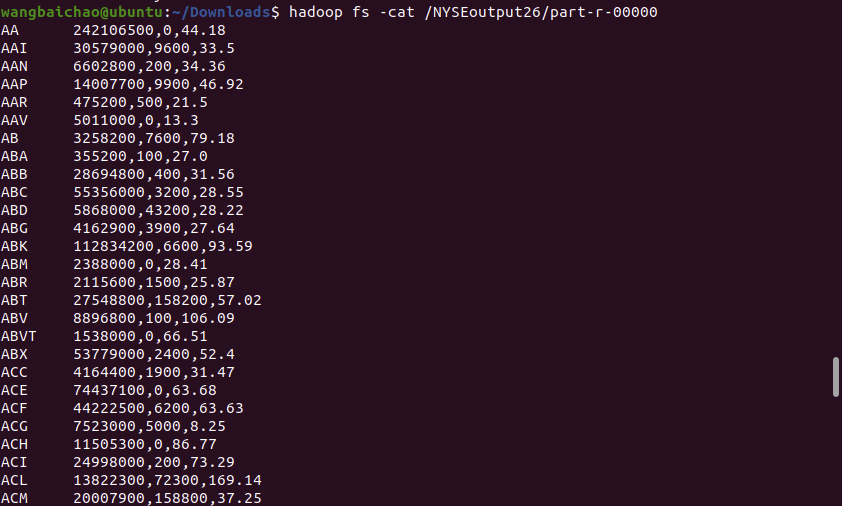 wangbaichao@ubuntu:~/Downloads$ hadoop fs -cat /NYSEoutput26/part-r-00000
AA 242106500,0,44.18
AAI 30579000,9600,33.5
AAN 6602800,200,34.36
AAP 14007700,9900,46.92
AAR 475200,500,21.5
AAV 5011000,0,13.3
AB 3258200,7600,79.18
ABA 355200,100,27.0
ABB 28694800,400,31.56
ABC 55356000,3200,28.55
ABD 5868000,43200,28.22
ABG 4162900,3900,27.64
ABK 112834200,6600,93.59
ABM 2388000,0,28.41
ABR 2115600,1500,25.87
ABT 27548800,158200,57.02
ABV 8896800,100,106.09
ABVT 1538000,0,66.51
ABX 53779000,2400,52.4
ACC 4164400,1900,31.47
ACE 74437100,0,63.68
ACF 44222500,6200,63.63
ACG 7523000,5000,8.25
ACH 11505300,0,86.77
ACI 24998000,200,73.29
ACL 13822300,72300,169.14
ACM 20007900,158800,37.25